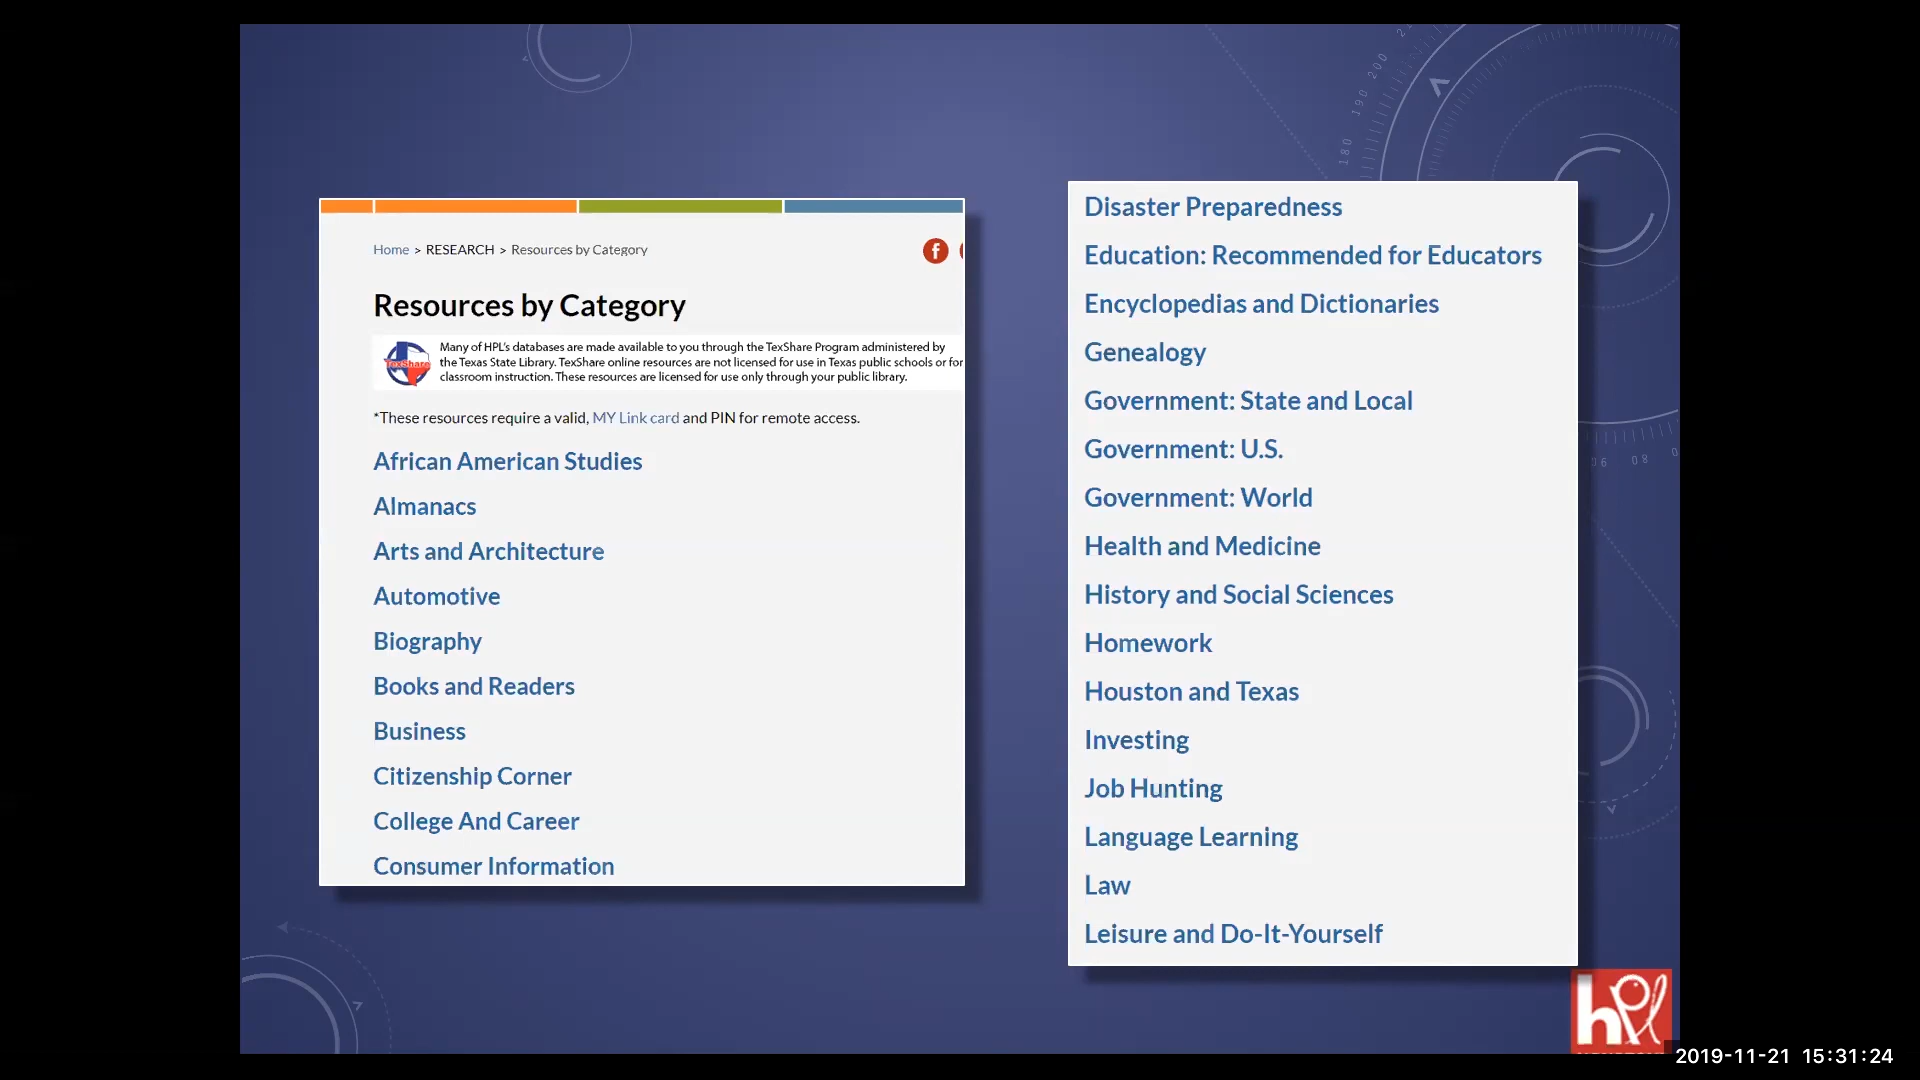 Home > RESEARCH > Resources by Category
Resources by Category
TexShare
Many of HPL's databases are made available to you through the TexShare Program administered by
the Texas State Library. TexShare online resources are not licensed for use in Texas public schools or for
classroom instruction. These resources are licensed for use only through your public library.
*These resources require a valid, MY Link card and PIN for remote access.
African American Studies
Almanacs
Arts and Architecture
Automotive
Biography
Books and Readers
Business
Citizenship Corner
College And Career
Consumer Information
Disaster Preparedness
Education: Recommended for Educators
Encyclopedias and Dictionaries
Genealogy
Government: State and Local
Government: U.S.
Government: World
Health and Medicine
History and Social Sciences
Homework
Houston and Texas
Investing
Job Hunting
Language Learning
Law
Leisure and Do-It-Yourself
180 190 200
hpl
2019-11-21 15:31:24